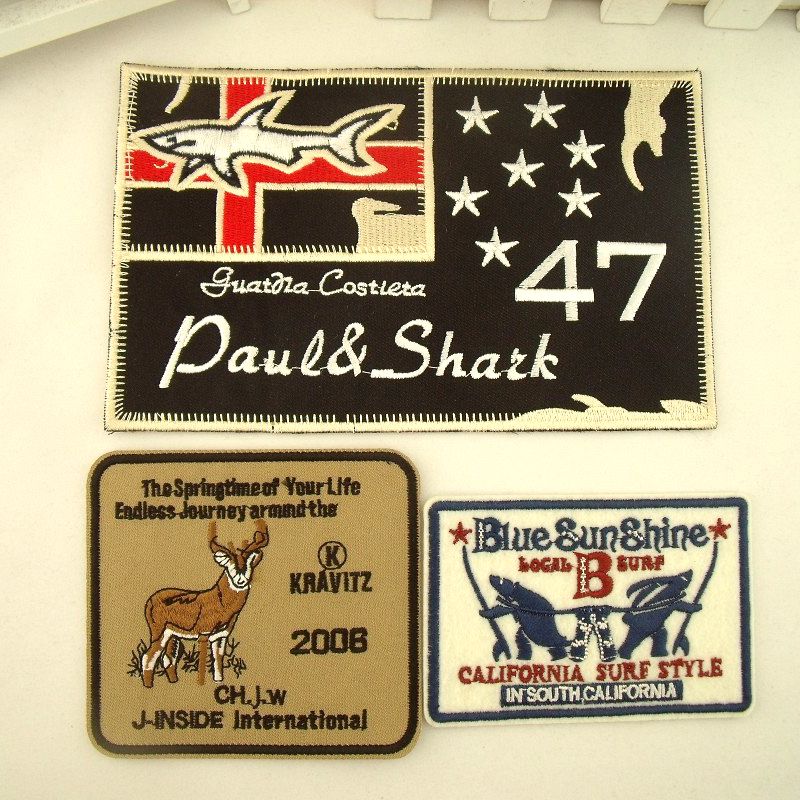 47
Guardia Costiera
Paul & Shark
The Springtime of Your Life
Endless Journey armmd the
K
KRAVITZ
2006
CH.J.W
J-INSIDE International
Blue SunShine
LOCAL B SURF
CALIFORNIA SURF STYLE
IN SOUTH CALIFORNIA